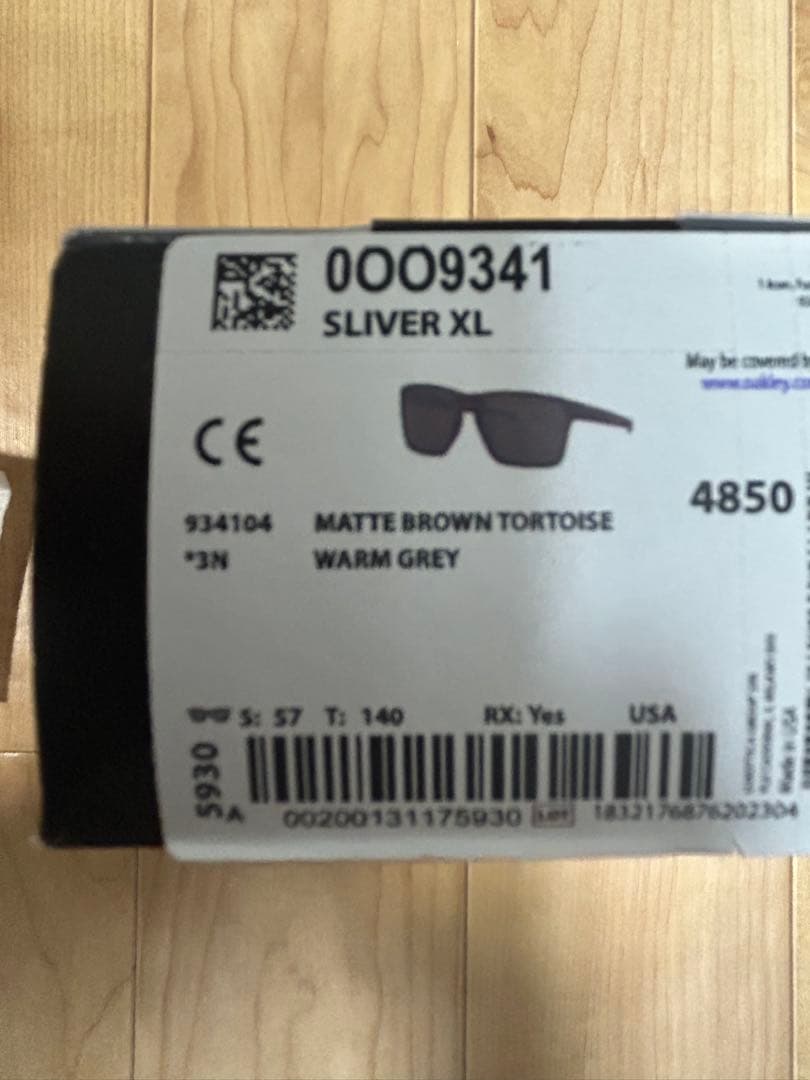 0OO9341
SLIVER XL
May be covered
www.oakley.co
CE
4850
934104 MATTE BROWN TORTOISE
*3N WARM GREY
S: 57 T: 140 RX: Yes USA
5930
A 00200131175930 LOT 1832176876202304
Made in USA